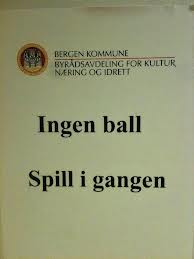 BERGEN KOMMUNE
BYRÅDSAVDELING FOR KULTUR,
NÆRING OG IDRETT
Ingen ball
Spill i gangen